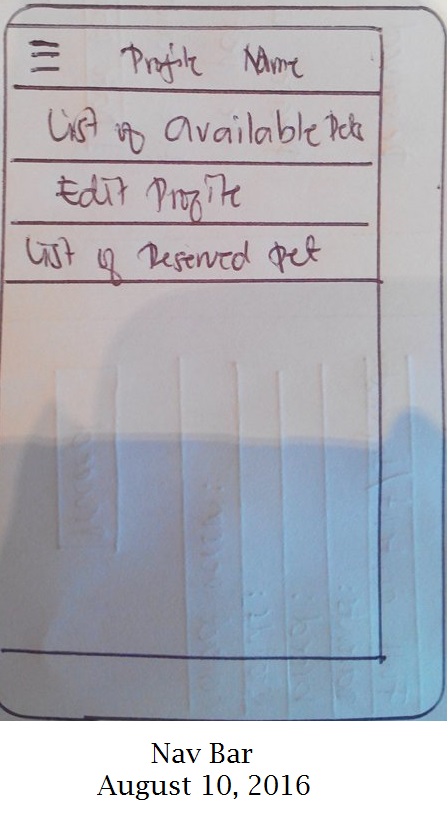 Profile Name
List of available Pets
Edit Profile
List of Reserved Pet
Nav Bar
August 10, 2016